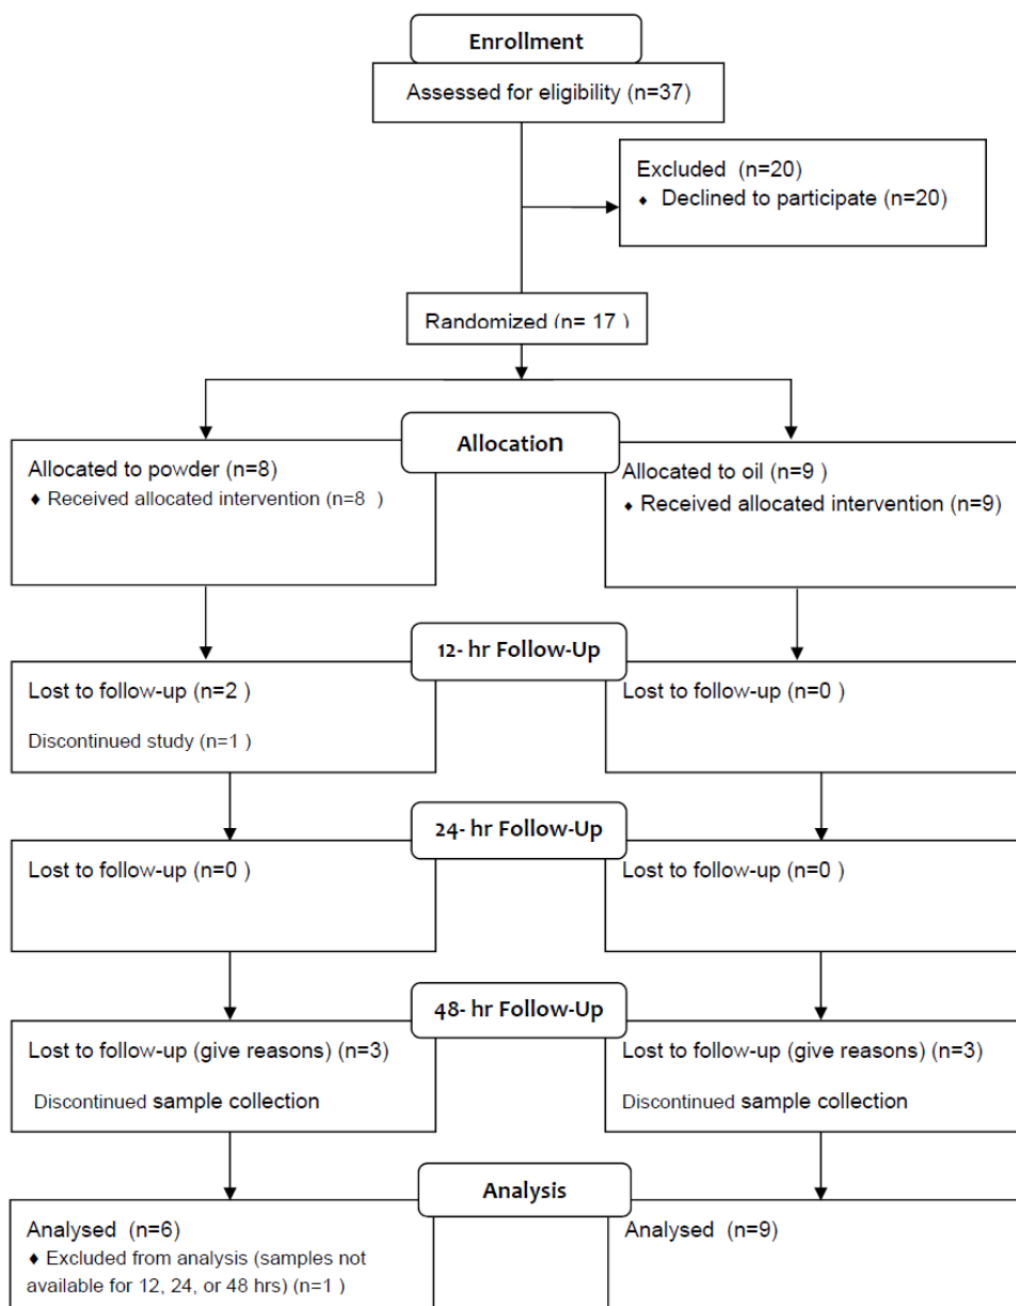 Enrollment
Assessed for eligibility (n=37)
Excluded (n=20)
♦ Declined to participate (n=20)
Randomized (n= 17 )
Allocation
Allocated to powder (n=8)
♦ Received allocated intervention (n=8 )
Allocated to oil (n=9 )
♦ Received allocated intervention (n=9)
12- hr Follow-Up
Lost to follow-up (n=2 )
Discontinued study (n=1 )
Lost to follow-up (n=0 )
24- hr Follow-Up
Lost to follow-up (n=0 )
Lost to follow-up (n=0 )
48- hr Follow-Up
Lost to follow-up (give reasons) (n=3)
Discontinued sample collection
Lost to follow-up (give reasons) (n=3)
Discontinued sample collection
Analysis
Analysed (n=6)
♦ Excluded from analysis (samples not
available for 12, 24, or 48 hrs) (n=1 )
Analysed (n=9)